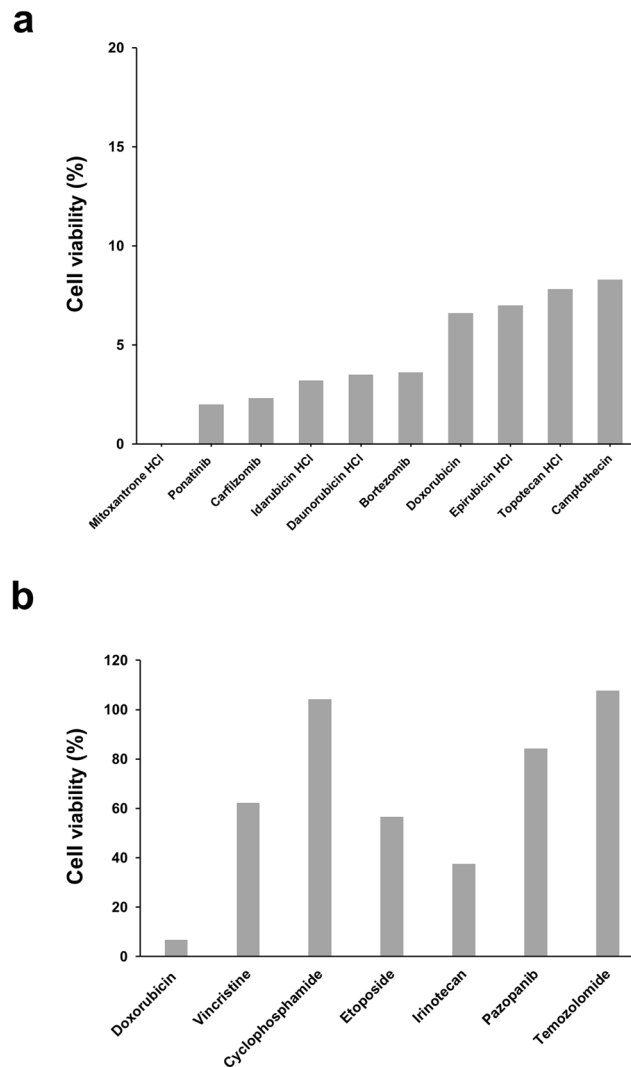 a
20
15
10
5
0
Cell viability (%)
Mitoxantrone HCl
Ponatinib
Carfilzomib
Idarubicin HCl
Daunorubicin HCl
Bortezomib
Doxorubicin
Epirubicin HCl
Topotecan HCl
Camptothecin
b
120
100
80
60
40
20
0
Cell viability (%)
Doxorubicin
Vincristine
Cyclophosphamide
Etoposide
Irinotecan
Pazopanib
Temozolomide